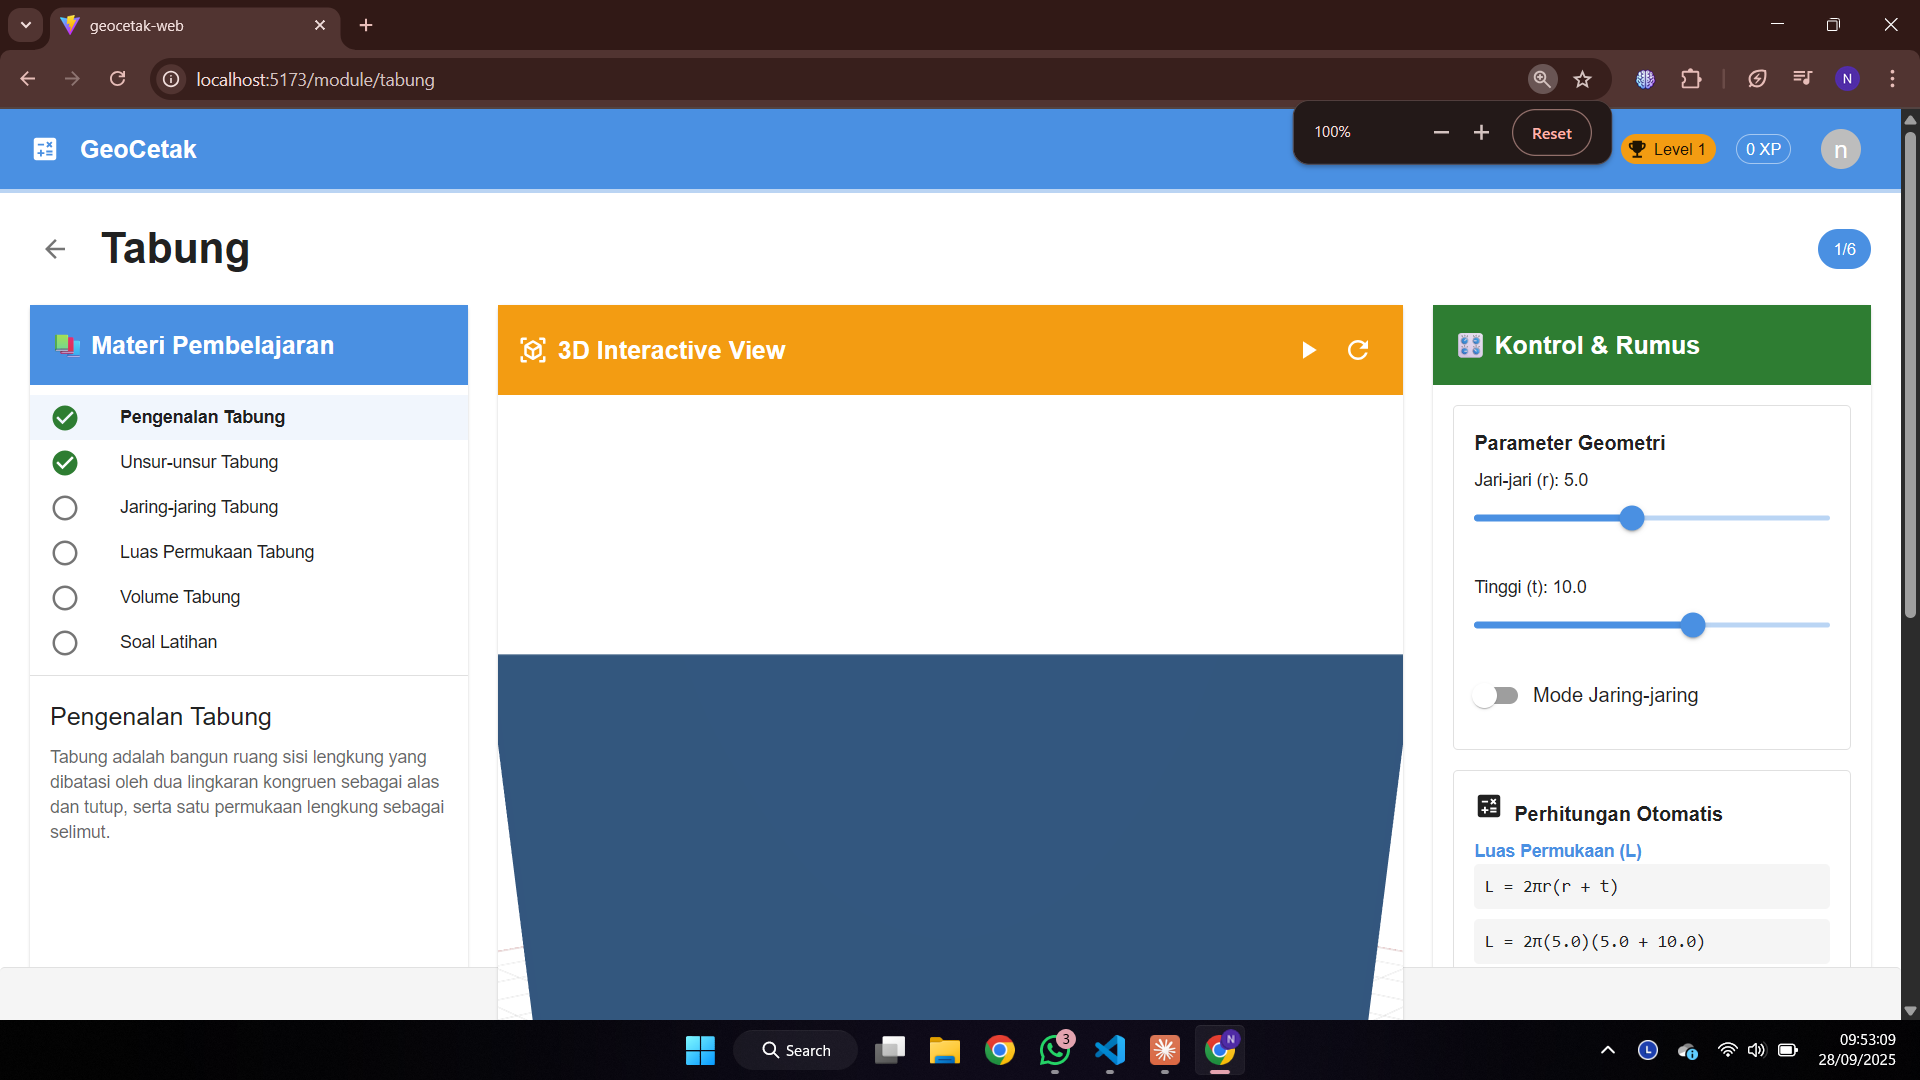 geocetak-web
localhost:5173/module/tabung
N
GeoCetak
100%
Reset
Level 1
0 XP
n
Tabung
1/6
Materi Pembelajaran
Pengenalan Tabung
Unsur-unsur Tabung
Jaring-jaring Tabung
Luas Permukaan Tabung
Volume Tabung
Soal Latihan
Pengenalan Tabung
Tabung adalah bangun ruang sisi lengkung yang
dibatasi oleh dua lingkaran kongruen sebagai alas
dan tutup, serta satu permukaan lengkung sebagai
selimut.
3D Interactive View
Kontrol & Rumus
Parameter Geometri
Jari-jari (r): 5.0
Tinggi (t): 10.0
Mode Jaring-jaring
Perhitungan Otomatis
Luas Permukaan (L)
L = 2πr(r + t)
L = 2π(5.0)(5.0 + 10.0)
Search
3
N
L
09:53:09
28/09/2025